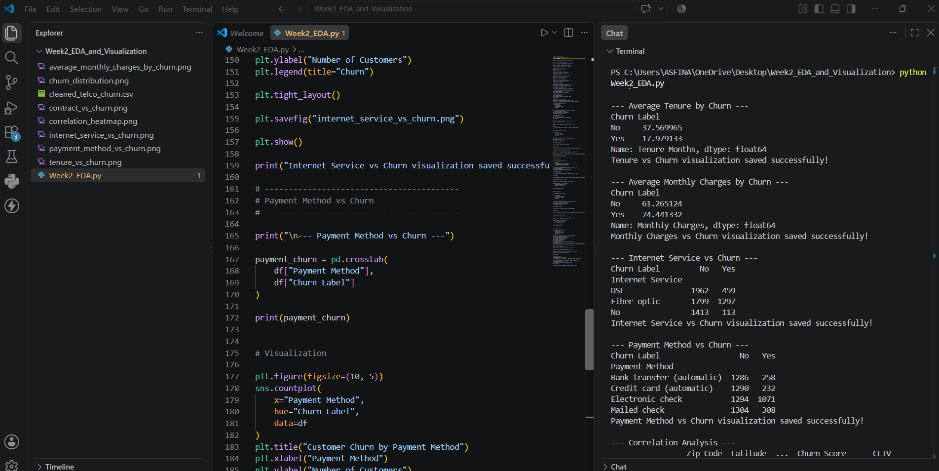 File Edit Selection View Go Run Terminal Help
Week2_EDA_and_Visualization
Explorer
Week2_EDA_and_Visualization
average_monthly_charges_by_churn.png
churn_distribution.png
cleaned_telco_churn.csv
contract_vs_churn.png
correlation_heatmap.png
internet_service_vs_churn.png
payment_method_vs_churn.png
tenure_vs_churn.png
Week2_EDA.py 1
3
Timeline
Welcome
Week2_EDA.py 1
Week2_EDA.py > ...
150 plt.ylabel("Number of Customers")
151 plt.legend(title="Churn")
152
153 plt.tight_layout()
154
155 plt.savefig("internet_service_vs_churn.png")
156
157 plt.show()
158
159 print("Internet Service vs Churn visualization saved successfu
160
161 # ----------------------------------------
162 # Payment Method vs Churn
163 # ----------------------------------------
164
165 print("\n--- Payment Method vs Churn ---")
166
167 payment_churn = pd.crosstab(
168     df["Payment Method"],
169     df["Churn Label"]
170 )
171
172 print(payment_churn)
173
174
175 # Visualization
176
177 plt.figure(figsize=(10, 5))
178 sns.countplot(
179     x="Payment Method",
180     hue="Churn Label",
181     data=df
182 )
183 plt.title("Customer Churn by Payment Method")
184 plt.xlabel("Payment Method")
185 plt.ylabel("Number of Customers")
Chat
Terminal
PS C:\Users\ASFINA\OneDrive\Desktop\Week2_EDA_and_Visualization> python
Week2_EDA.py
--- Average Tenure by Churn ---
Churn Label
No 37.569965
Yes 17.979133
Name: Tenure Months, dtype: float64
Tenure vs Churn visualization saved successfully!
--- Average Monthly Charges by Churn ---
Churn Label
No 61.265124
Yes 74.441332
Name: Monthly Charges, dtype: float64
Monthly Charges vs Churn visualization saved successfully!
--- Internet Service vs Churn ---
Churn Label No Yes
Internet Service
DSL 1962 459
Fiber optic 1799 1297
No 1413 113
Internet Service vs Churn visualization saved successfully!
--- Payment Method vs Churn ---
Churn Label No Yes
Payment Method
Bank transfer (automatic) 1286 258
Credit card (automatic) 1290 232
Electronic check 1294 1071
Mailed check 1304 308
Payment Method vs Churn visualization saved successfully!
--- Correlation Analysis ---
Zip Code Latitude ... Churn Score CLTV
Chat